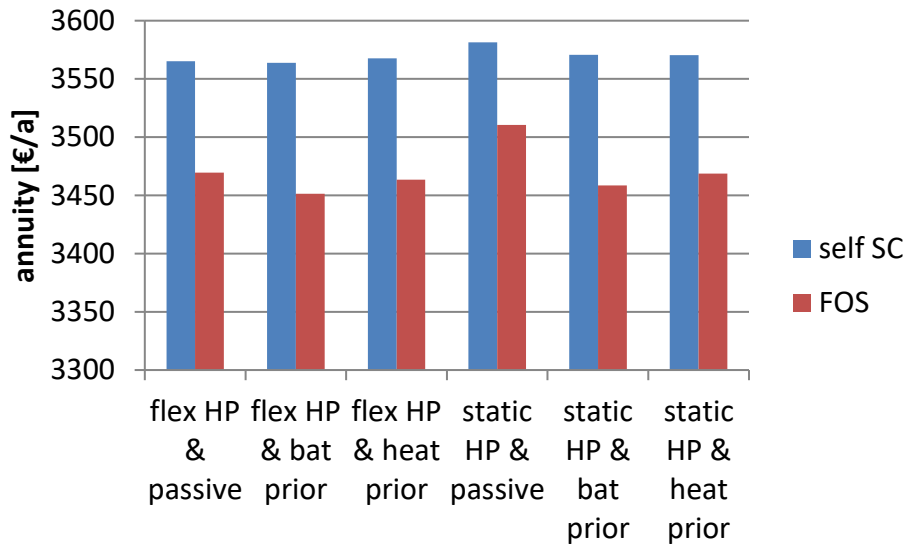 3600
3550
3500
3450
3400
3350
3300
annuity [€/a]
flex HP
&
passive
flex HP
& bat
prior
flex HP
& heat
prior
static
HP &
passive
static
HP &
bat
prior
static
HP &
heat
prior
self SC
FOS